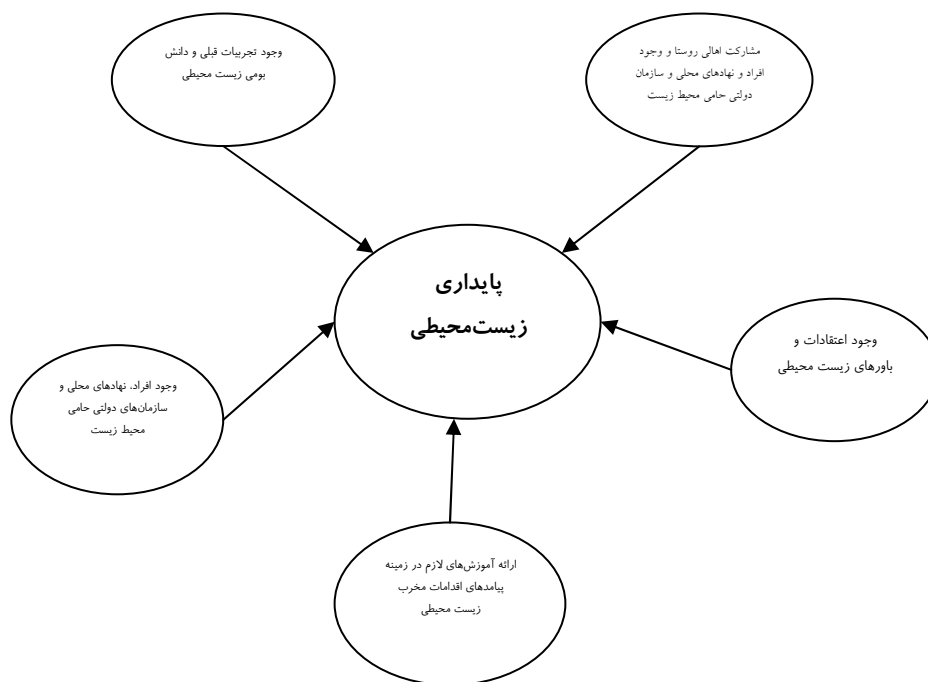 مشارکت اهالی روستا و وجود
افراد و نهادهای محلی و سازمان
دولتی حامی محیط زیست
وجود تجربیات قبلی و دانش
بومی زیست محیطی
پایداری
زیست‌محیطی
وجود اعتقادات و
باورهای زیست محیطی
وجود افراد، نهادهای محلی و
سازمان‌های دولتی حامی
محیط زیست
ارائه آموزش‌های لازم در زمینه
پیامدهای اقدامات مخرب
زیست محیطی